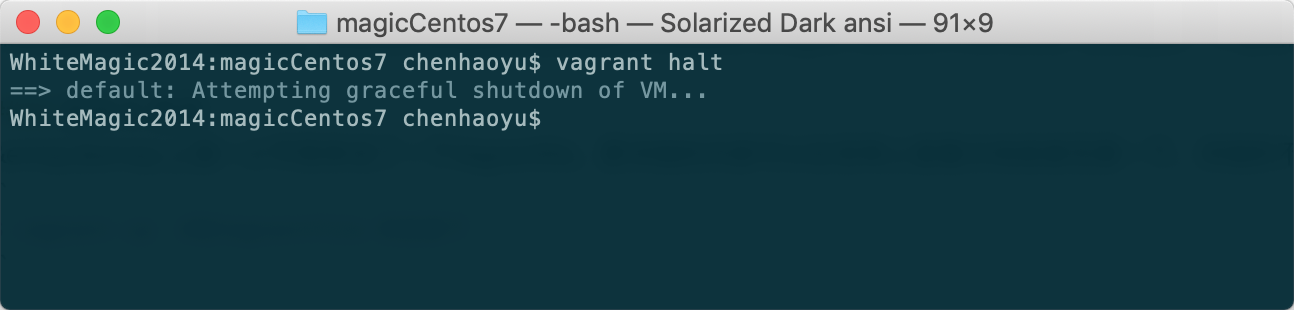 magicCentos7 — -bash — Solarized Dark ansi — 91×9
WhiteMagic2014:magicCentos7 chenhaoyu$ vagrant halt
==> default: Attempting graceful shutdown of VM...
WhiteMagic2014:magicCentos7 chenhaoyu$